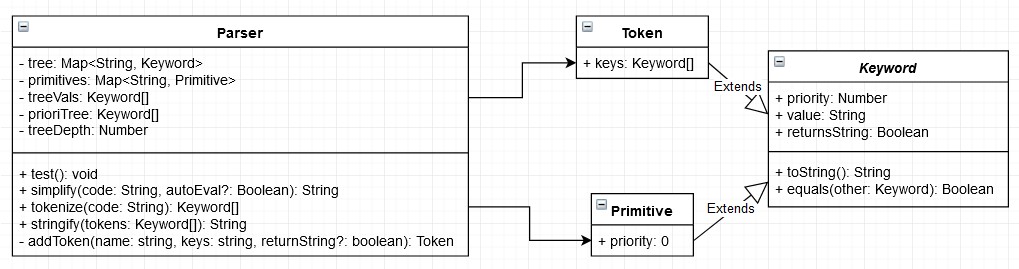 Parser
- tree: Map<String, Keyword>
- primitives: Map<String, Primitive>
- treeVals: Keyword[]
- prioriTree: Keyword[]
- treeDepth: Number
+ test(): void
+ simplify(code: String, autoEval?: Boolean): String
+ tokenize(code: String): Keyword[]
+ stringify(tokens: Keyword[]): String
- addToken(name: string, keys: string, returnString?: boolean): Token
Token
+ keys: Keyword[]
Extends
Primitive
+ priority: 0
Extends
Keyword
+ priority: Number
+ value: String
+ returnsString: Boolean
+ toString(): String
+ equals(other: Keyword): Boolean